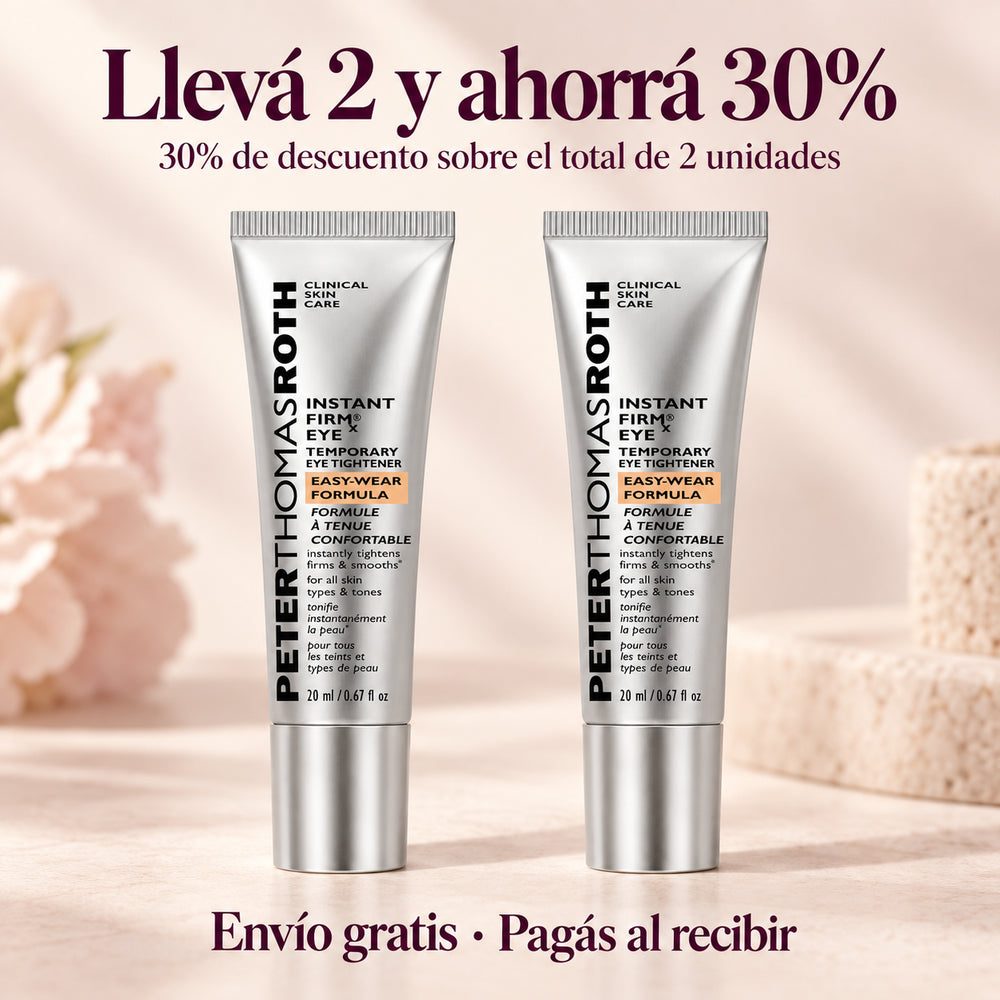 Llevá 2 y ahorrá 30%
30% de descuento sobre el total de 2 unidades
PETERTHOMASROTH
CLINICAL
SKIN
CARE
INSTANT
FIRMx®
EYE
TEMPORARY
EYE TIGHTENER
EASY-WEAR
FORMULA
FORMULE
À TENUE
CONFORTABLE
instantly tightens
firms & smooths*
for all skin
types & tones
tonifie
instantanément
la peau*
pour tous
les teints et
types de peau
20 ml / 0.67 fl oz
PETERTHOMASROTH
CLINICAL
SKIN
CARE
INSTANT
FIRMx®
EYE
TEMPORARY
EYE TIGHTENER
EASY-WEAR
FORMULA
FORMULE
À TENUE
CONFORTABLE
instantly tightens
firms & smooths*
for all skin
types & tones
tonifie
instantanément
la peau*
pour tous
les teints et
types de peau
20 ml / 0.67 fl oz
Envío gratis · Pagás al recibir